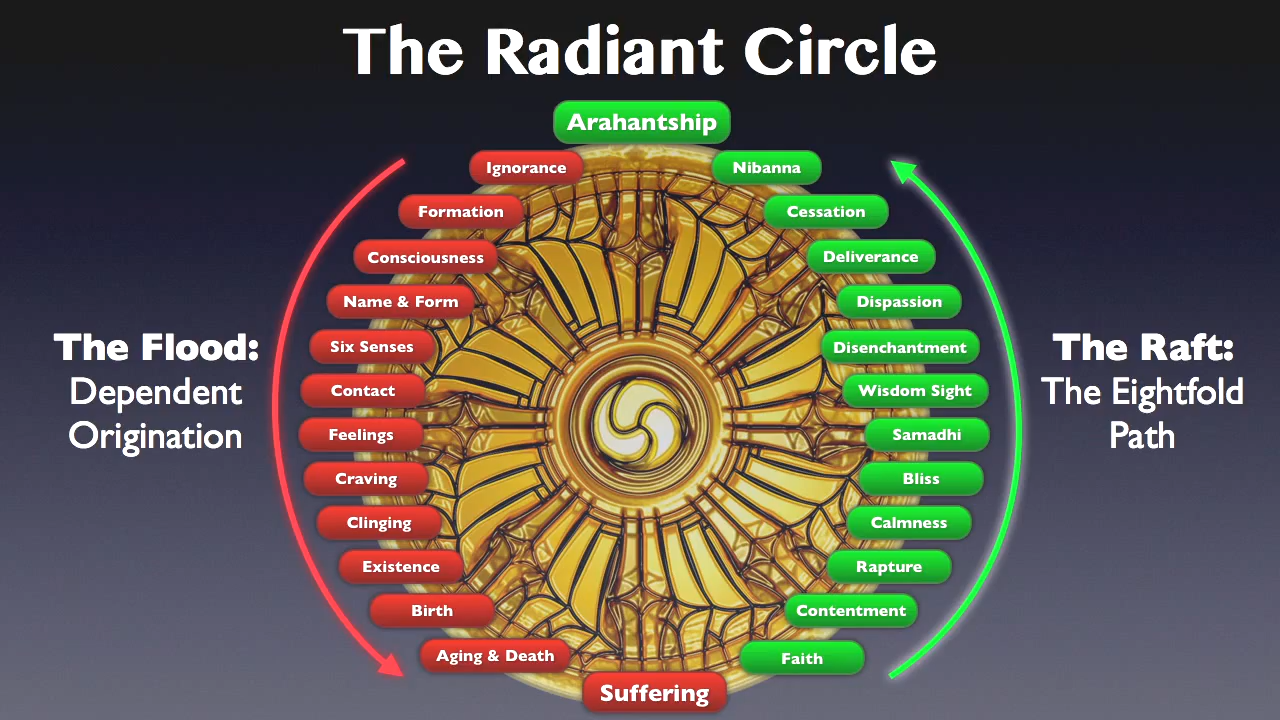 The Radiant Circle
Arahantship
Ignorance
Nibanna
Formation
Cessation
Consciousness
Deliverance
Name & Form
Dispassion
The Flood:
Dependent
Origination
Six Senses
Disenchantment
The Raft:
The Eightfold
Path
Contact
Wisdom Sight
Feelings
Samadhi
Craving
Bliss
Clinging
Calmness
Existence
Rapture
Birth
Contentment
Aging & Death
Faith
Suffering